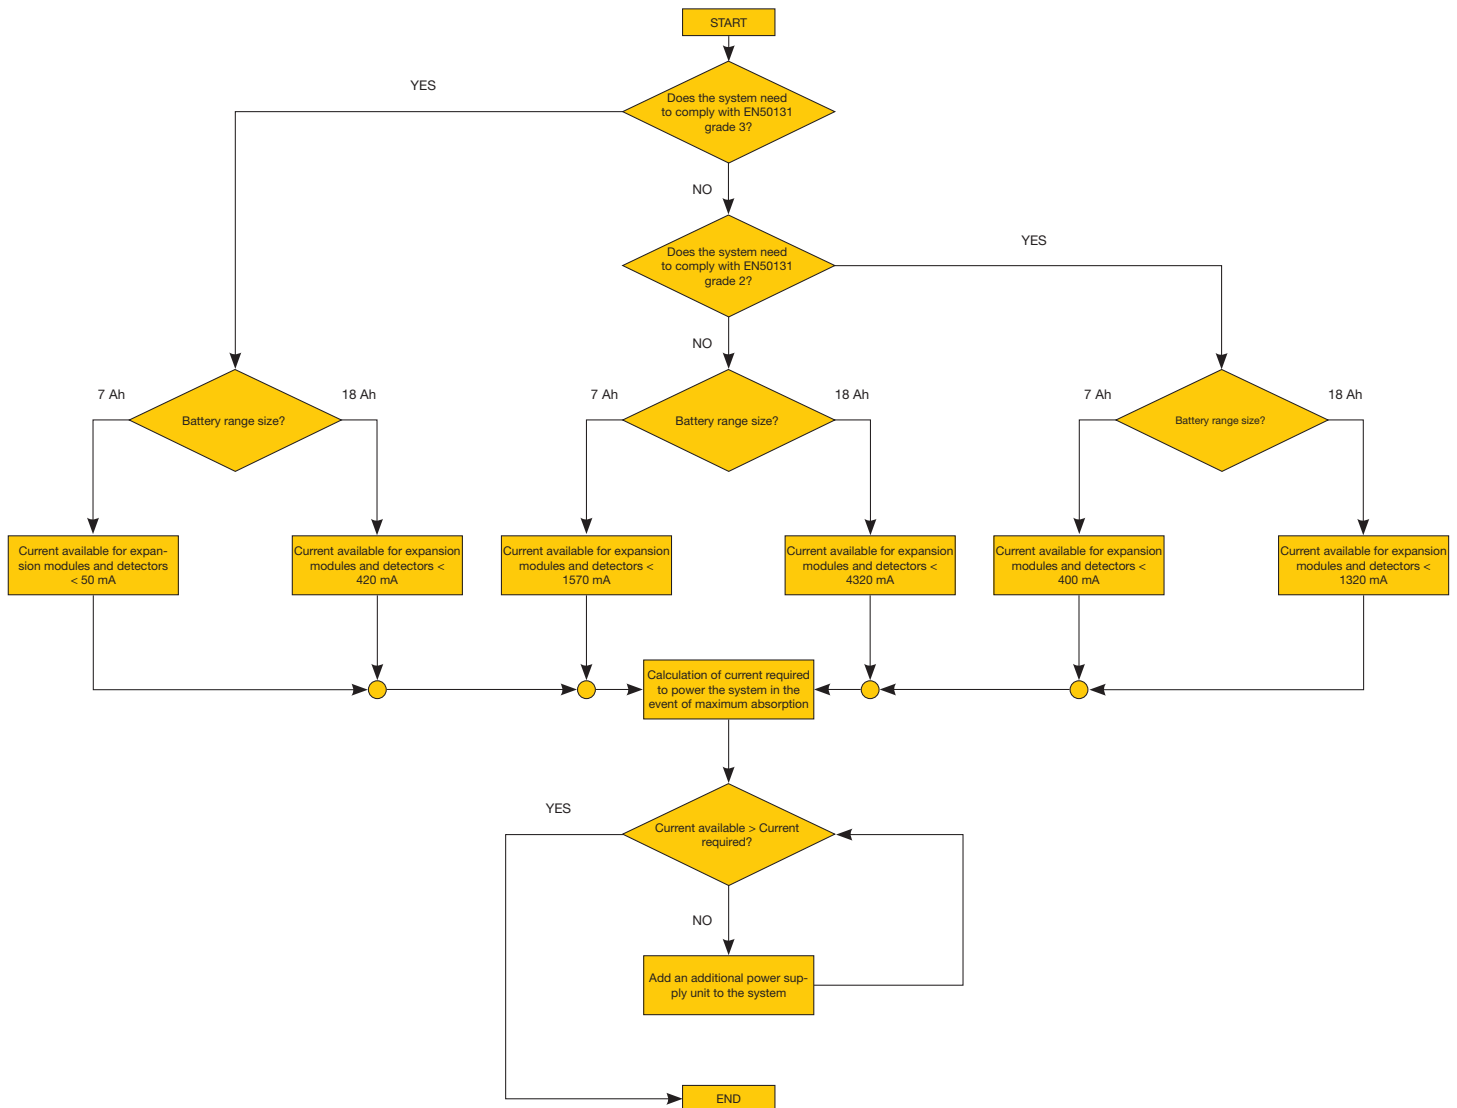 START
YES
Does the system need
to comply with EN50131
grade 3?
NO
Does the system need
to comply with EN50131
grade 2?
YES
NO
7 Ah
Battery range size?
18 Ah
7 Ah
Battery range size?
18 Ah
7 Ah
Battery range size?
18 Ah
Current available for expan-
sion modules and detectors
< 50 mA
Current available for expansion
modules and detectors <
420 mA
Current available for expansion
modules and detectors <
1570 mA
Current available for expansion
modules and detectors <
4320 mA
Current available for expansion
modules and detectors <
400 mA
Current available for expansion
modules and detectors <
1320 mA
Calculation of current required
to power the system in the
event of maximum absorption
YES
Current available > Current
required?
NO
Add an additional power sup-
ply unit to the system
END